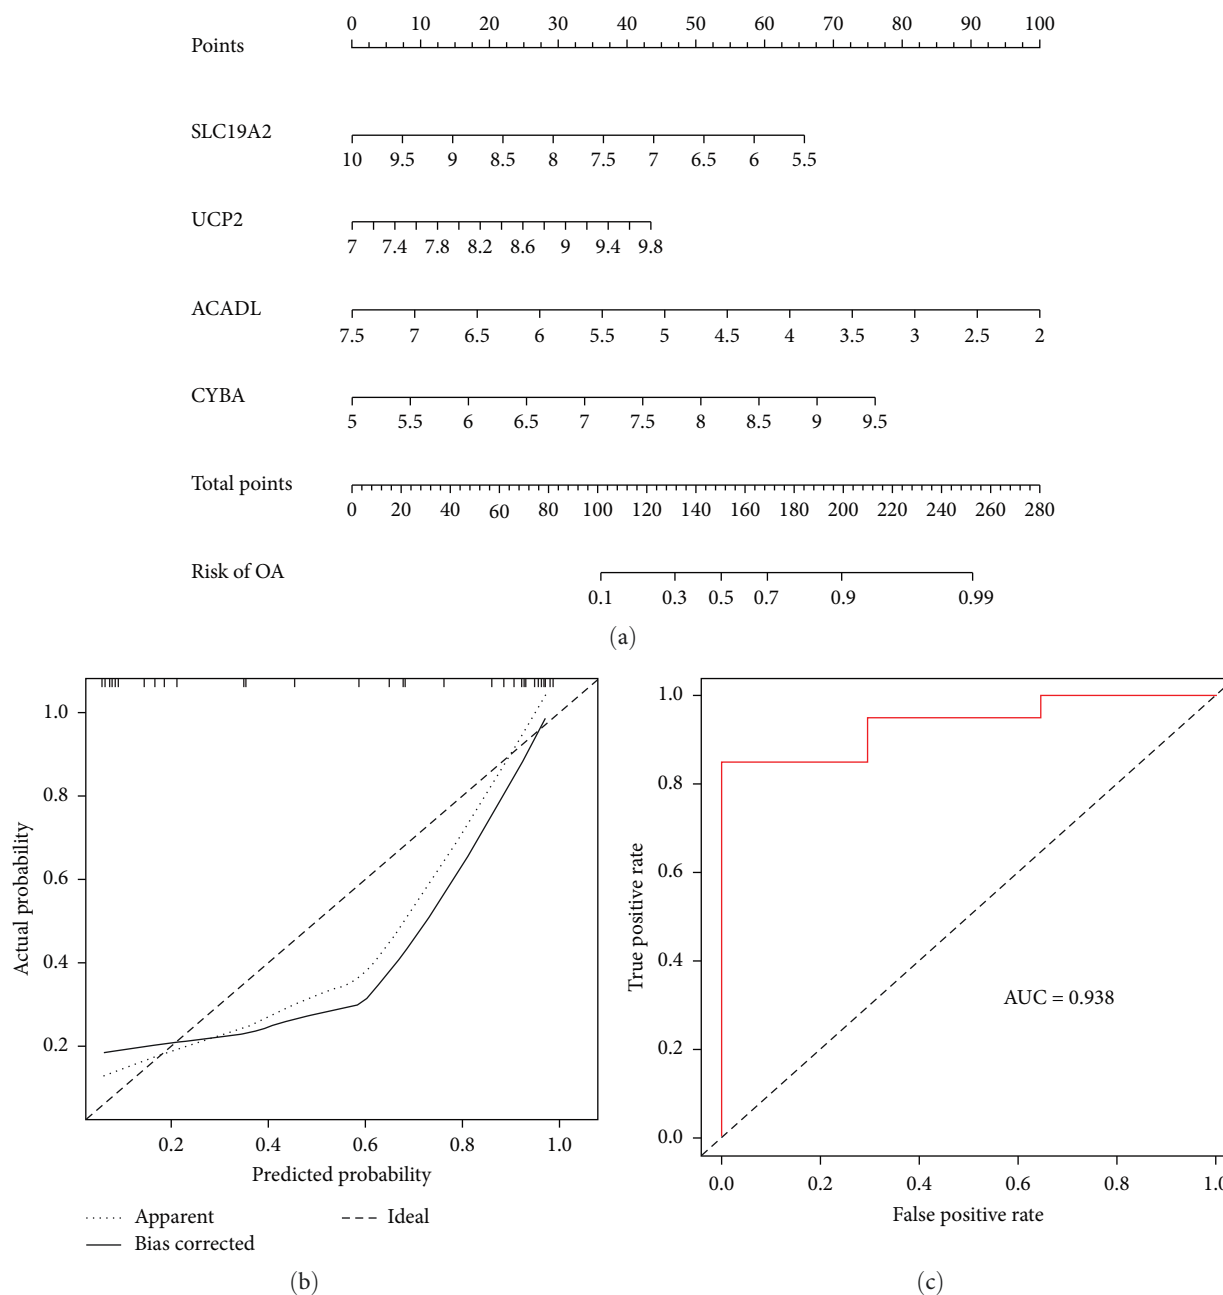 0 10 20 30 40 50 60 70 80 90 100
Points
SLC19A2
10 9.5 9 8.5 8 7.5 7 6.5 6 5.5
UCP2
7 7.4 7.8 8.2 8.6 9 9.4 9.8
ACADL
7.5 7 6.5 6 5.5 5 4.5 4 3.5 3 2.5 2
CYBA
5 5.5 6 6.5 7 7.5 8 8.5 9 9.5
Total points
0 20 40 60 80 100 120 140 160 180 200 220 240 260 280
Risk of OA
0.1 0.3 0.5 0.7 0.9 0.99
(a)
Actual probability
1.0
0.8
0.6
0.4
0.2
0.2 0.4 0.6 0.8 1.0
Predicted probability
Apparent
Ideal
Bias corrected
(b)
True positive rate
1.0
0.8
0.6
0.4
0.2
0.0
AUC = 0.938
0.0 0.2 0.4 0.6 0.8 1.0
False positive rate
(c)